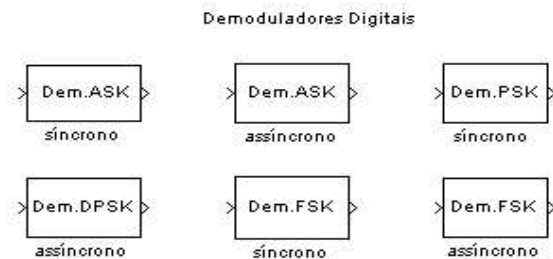 Demoduladores Digitais
Dem.ASK
síncrono
Dem.ASK
assíncrono
Dem.PSK
síncrono
Dem.DPSK
assíncrono
Dem.FSK
síncrono
Dem.FSK
assíncrono